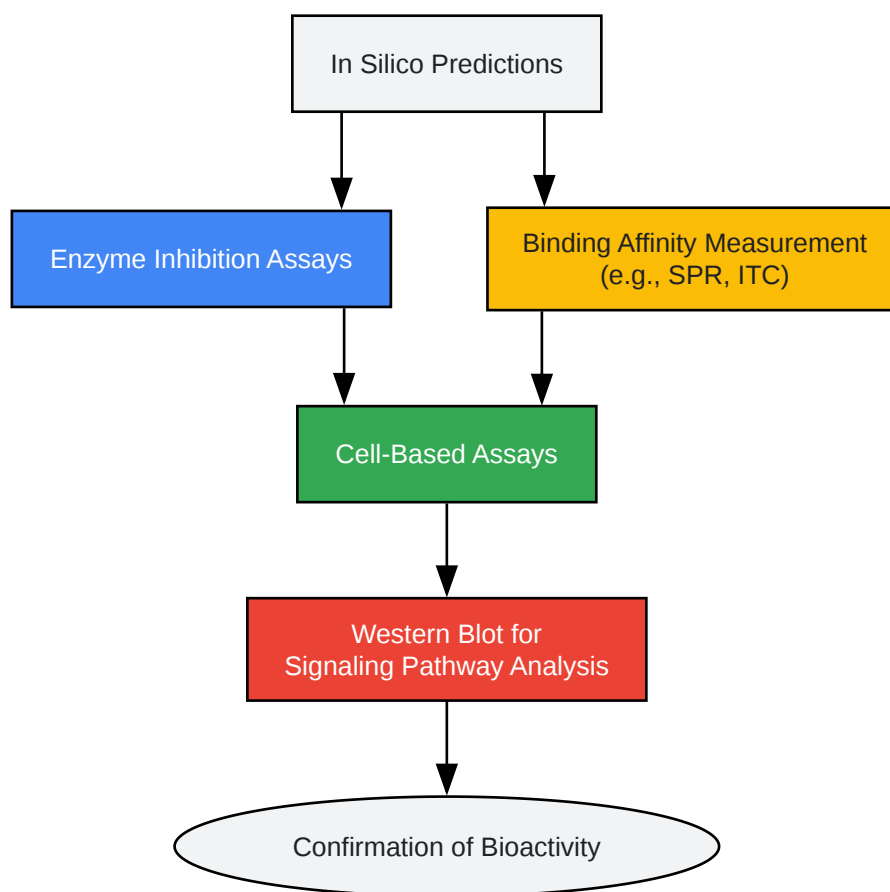 In Silico Predictions
Enzyme Inhibition Assays
Binding Affinity Measurement
(e.g., SPR, ITC)
Cell-Based Assays
Western Blot for
Signaling Pathway Analysis
Confirmation of Bioactivity